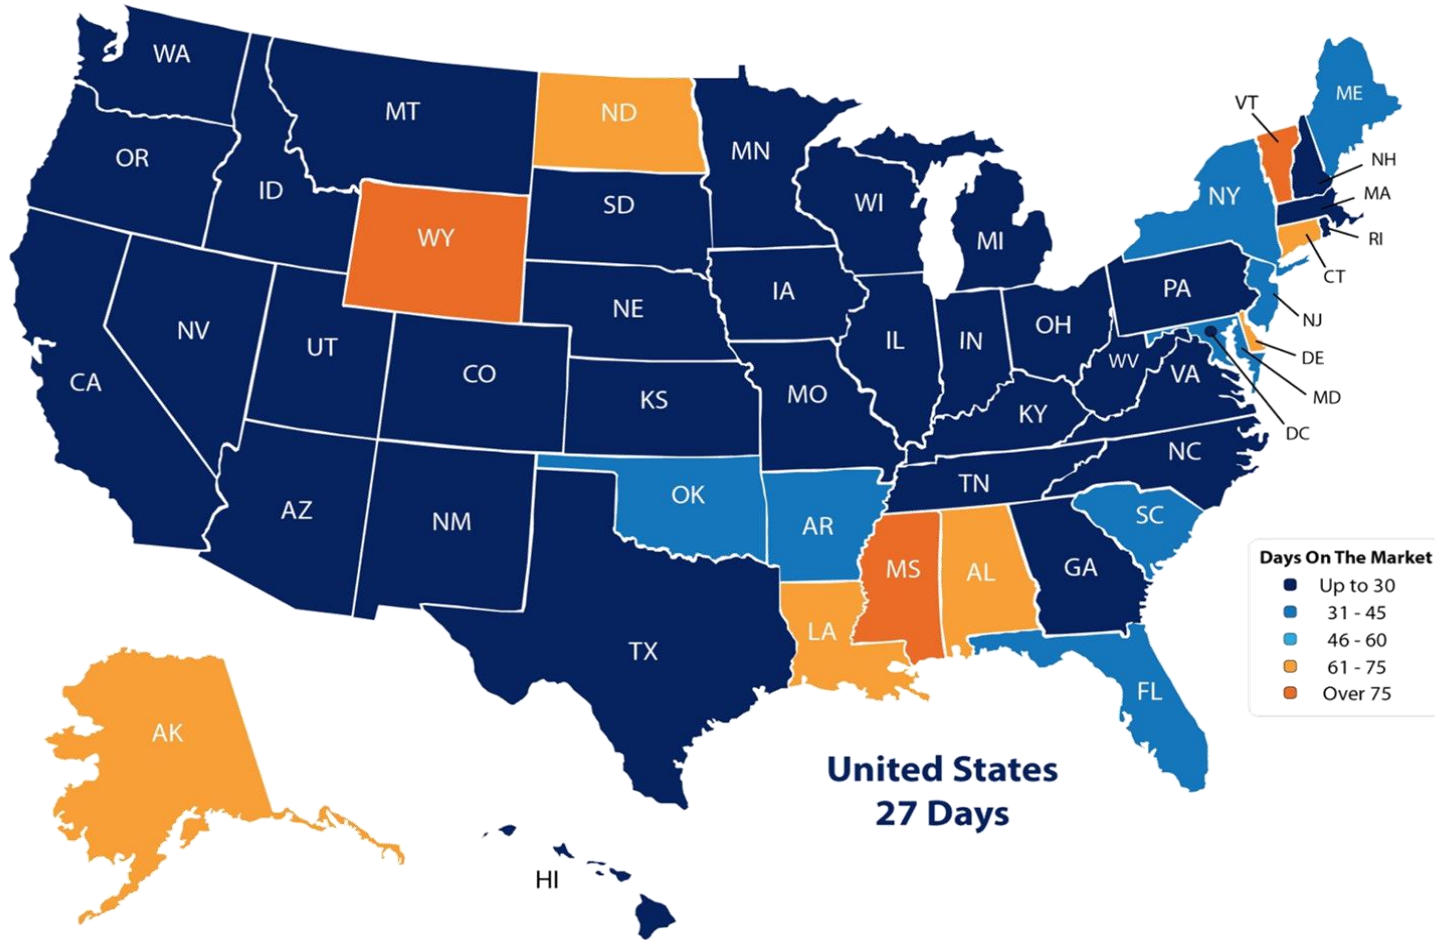 WA
MT
ND
MN
OR
ID
SD
WI
MI
WY
VT
ME
NH
NY
MA
RI
CT
NV
UT
NE
IA
PA
NJ
CA
CO
IL
IN
OH
DE
KS
MO
WV
VA
MD
KY
DC
NC
TN
AZ
NM
OK
AR
SC
MS
AL
GA
LA
TX
FL
AK
HI
Days On The Market
Up to 30
31 - 45
46 - 60
61 - 75
Over 75
United States
27 Days